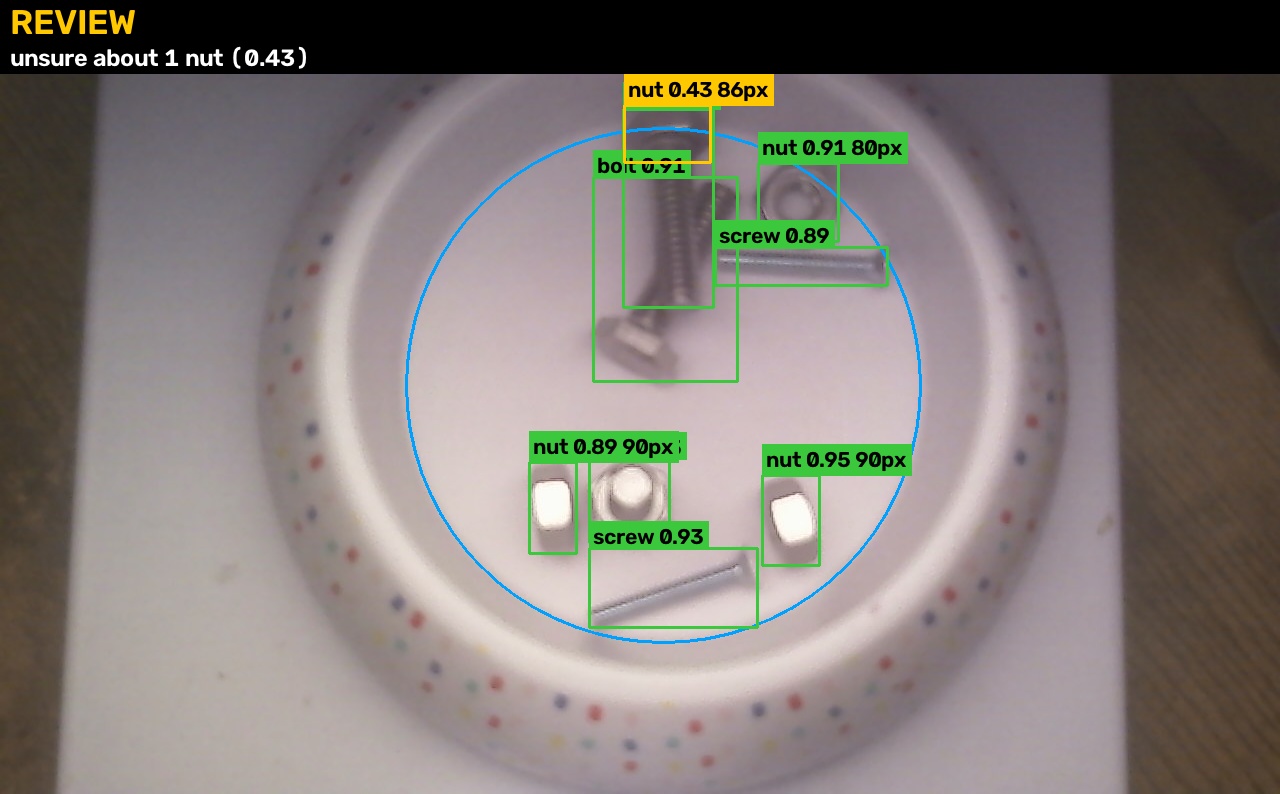 REVIEW
unsure about 1 nut (0.43)
nut 0.43 86px
nut 0.91 80px
bolt 0.91
screw 0.89
nut 0.89 90px
nut 0.95 90px
screw 0.93